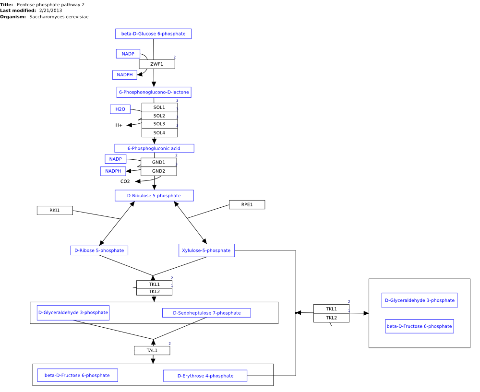 Title: Pentose phosphate pathway 2
Last modified: 2/21/2013
Organism: Saccharomyces cerevisiae
beta-D-Glucose 6-phosphate
NADP
ZWF1
NADPH
6-Phosphonoglucono-D-lactone
H2O
SOL1
SOL2
H+
SOL3
SOL4
6-Phosphogluconic acid
NADP
GND1
NADPH
GND2
CO2
D-Ribulose 5-phosphate
RKI1
RPE1
D-Ribose 5-phosphate
Xylulose-5-phosphate
TKL1
TKL2
D-Glyceraldehyde 3-phosphate
D-Sedoheptulose 7-phosphate
TAL1
beta-D-Fructose 6-phosphate
D-Erythrose 4-phosphate
TKL1
TKL2
D-Glyceraldehyde 3-phosphate
beta-D-Fructose 6-phosphate